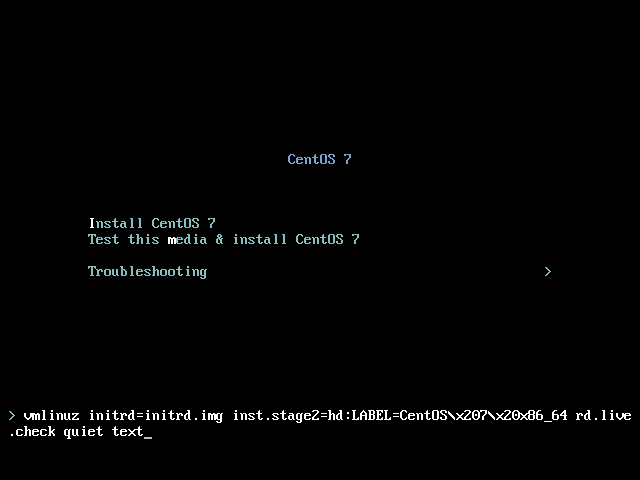 CentOS 7
Install CentOS 7
Test this media & install CentOS 7
Troubleshooting >
> vmlinuz initrd=initrd.img inst.stage2=hd:LABEL=CentOS\x207\x20x86_64 rd.live
.check quiet text_